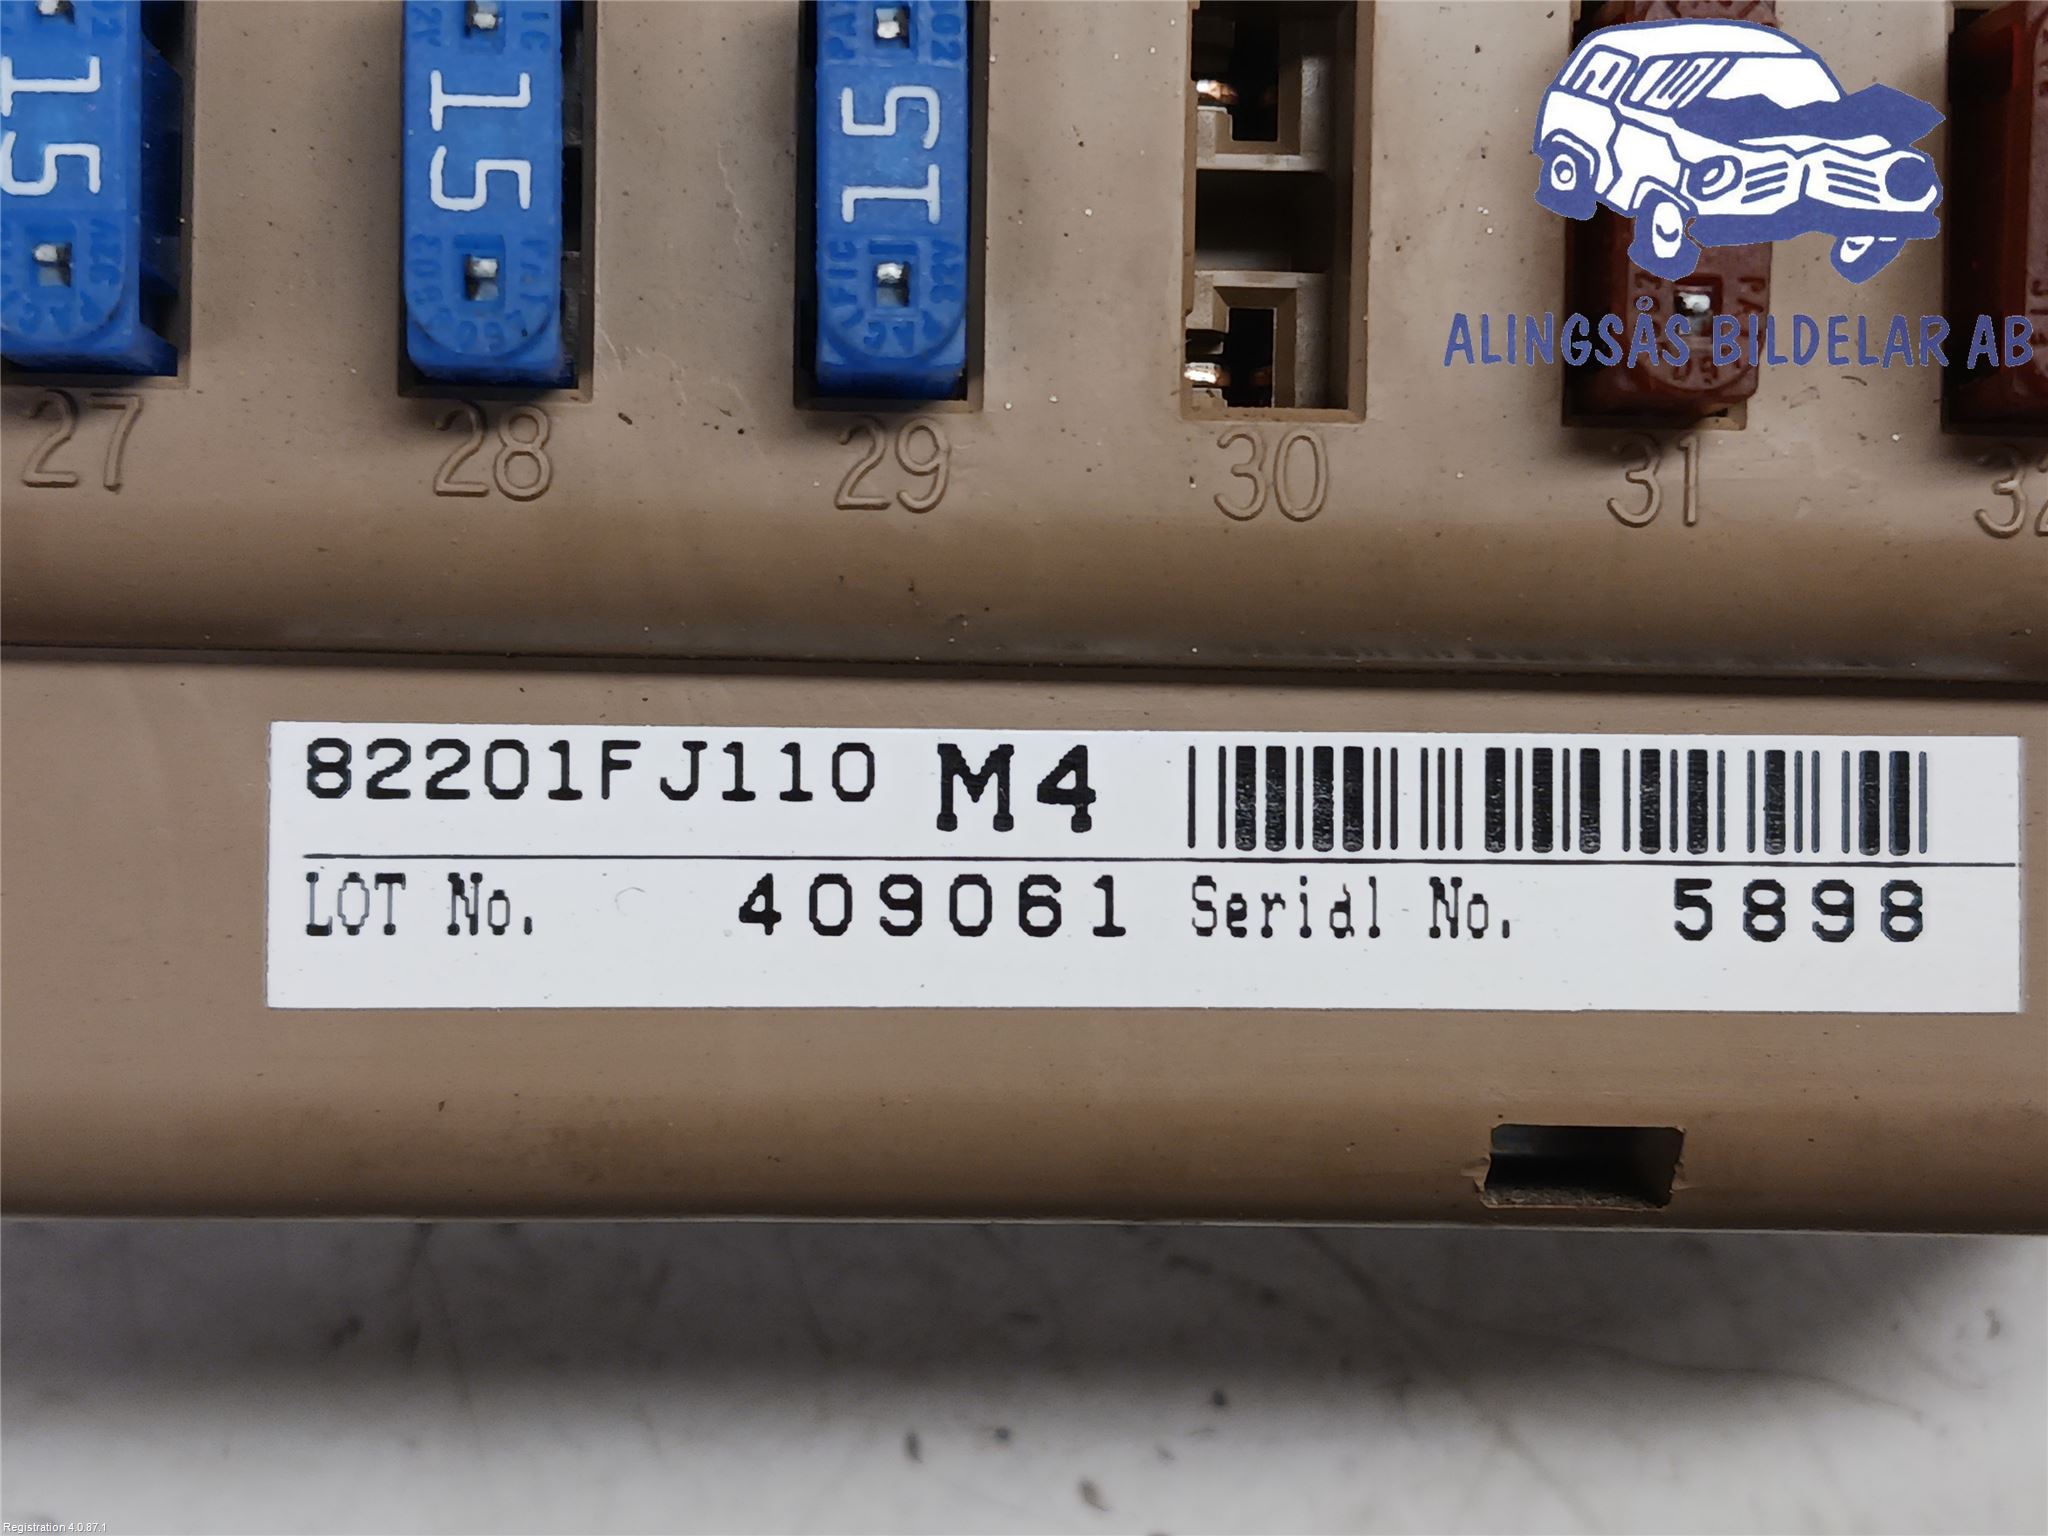 15
15
15
ALINGSÅS BILDELAR AB
27
28
29
30
31
82201FJ110 M4
LOT No. 409061 Serial No. 5898
Registration 4.0.87.1